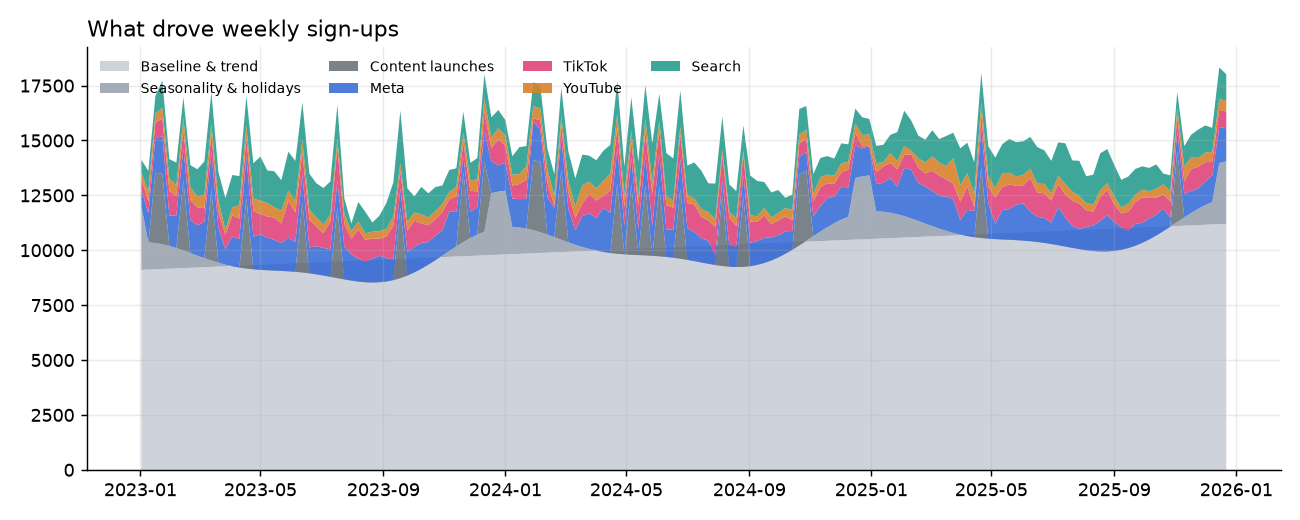 What drove weekly sign-ups
Baseline & trend
Seasonality & holidays
Content launches
Meta
TikTok
YouTube
Search
17500
15000
12500
10000
7500
5000
2500
0
2023-01 2023-05 2023-09 2024-01 2024-05 2024-09 2025-01 2025-05 2025-09 2026-01